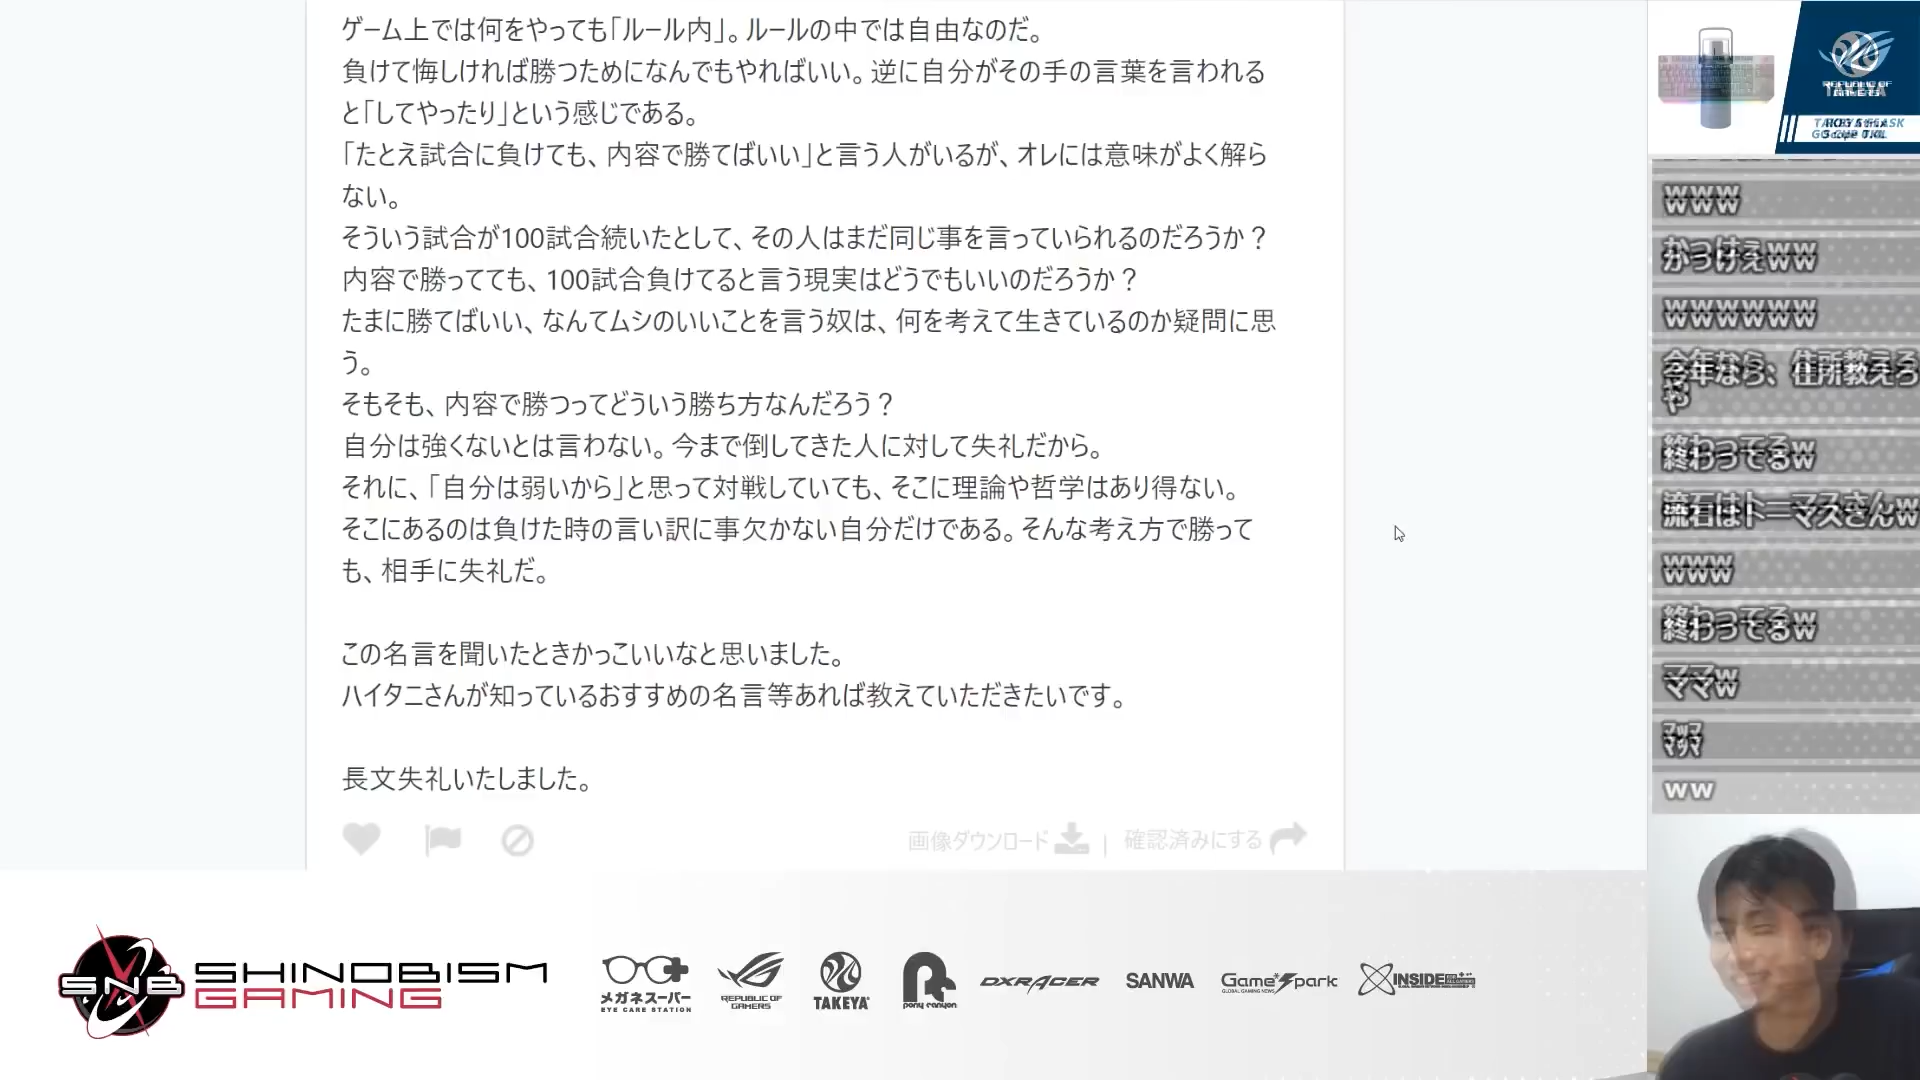 ゲーム上では何をやっても「ルール内」。ルールの中では自由なのだ。
負けて悔しければ勝つためになんでもやればいい。逆に自分がその手の言葉を言われる
と「してやったり」という感じである。
「たとえ試合に負けても、内容で勝てばいい」と言う人がいるが、オレには意味がよく解ら
ない。
そういう試合が100試合続いたとして、その人はまだ同じ事を言っていられるのだろうか？
内容で勝ってても、100試合負けてると言う現実はどうでもいいのだろうか？
たまに勝てばいい、なんてムシのいいことを言う奴は、何を考えて生きているのか疑問に思
う。
そもそも、内容で勝つってどういう勝ち方なんだろう？
自分は強くないとは言わない。今まで倒してきた人に対して失礼だから。
それに、「自分は弱いから」と思って対戦していても、そこに理論や哲学はあり得ない。
そこにあるのは負けた時の言い訳に事欠かない自分だけである。そんな考え方で勝って
も、相手に失礼だ。
この名言を聞いたときかっこいいなと思いました。
ハイタニさんが知っているおすすめの名言等あれば教えていただきたいです。
長文失礼いたしました。
画像ダウンロード | 確認済みにする
www
かっけぇww
wwwwww
今年なら、住所教えろ
や
終わってるw
流石はトーマスさんw
www
終わってるw
ママw
ww
SNB SHINOBISM
GAMING
メガネスーパー
EYE CARE STATION
REPUBLIC OF
GAMERS
TAKEYA
pony canyon
DXRACER
SANWA
Game*Spark
GLOBAL GAMING NEWS
INSIDE